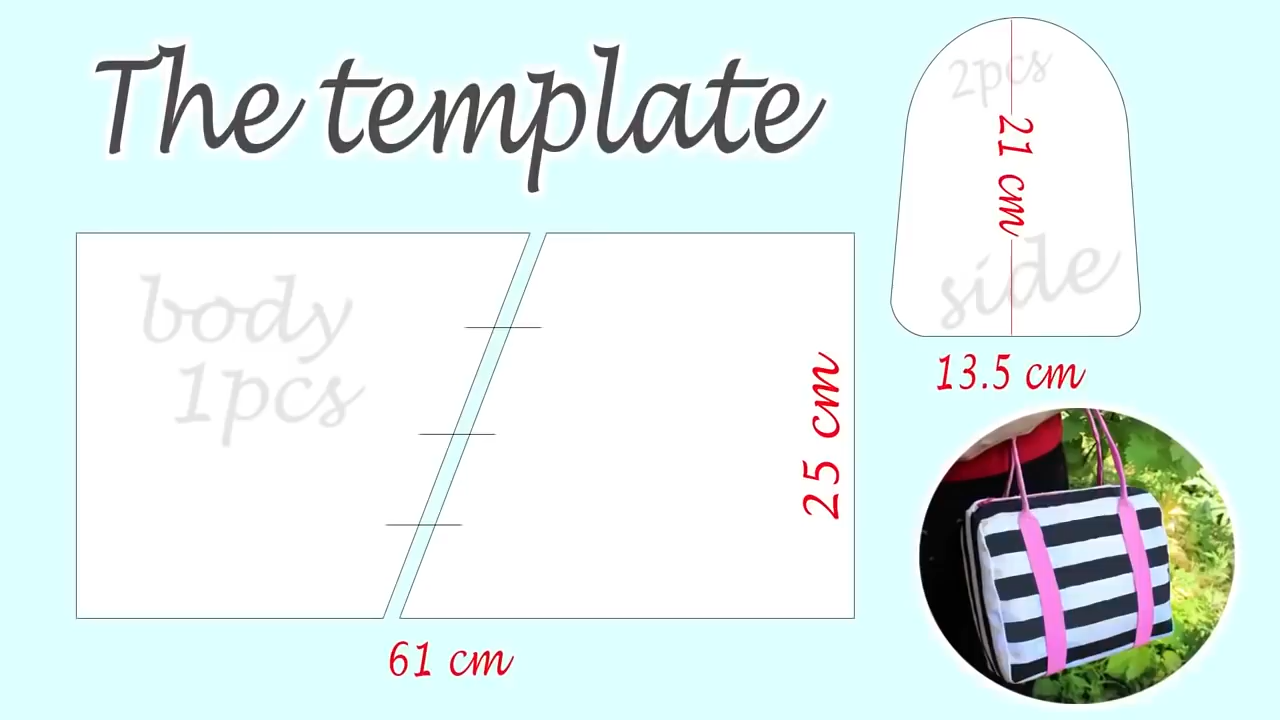 The template
body
1pcs
25 cm
61 cm
2pcs
21 cm
side
13.5 cm